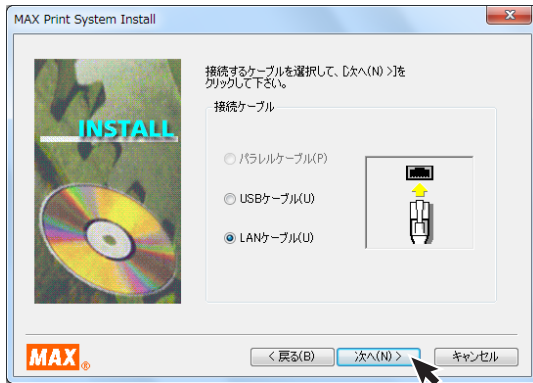 MAX Print System Install
接続するケーブルを選択して、[次へ(N) >]を
クリックして下さい。
接続ケーブル
INSTALL
パラレルケーブル(P)
USBケーブル(U)
LANケーブル(U)
MAX®
< 戻る(B)
次へ(N) >
キャンセル